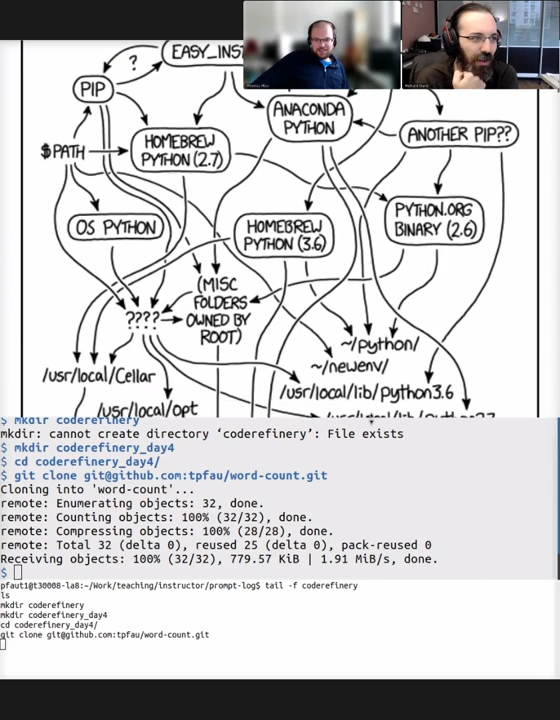 EASY_INS
?
PIP
ANACONDA
PYTHON
ANOTHER PIP??
HOMEBREW
PYTHON (2.7)
$PATH
OS PYTHON
HOMEBREW
PYTHON (3.6)
PYTHON.ORG
BINARY (2.6)
(MISC
FOLDERS
OWNED BY
ROOT)
????
~/python/
~/newenv/
/usr/local/Cellar
/usr/local/lib/python3.6
/usr/local/opt
$ mkdir coderefinery
mkdir: cannot create directory ‘coderefinery’: File exists
$ mkdir coderefinery_day4
$ cd coderefinery_day4/
$ git clone git@github.com:tpfau/word-count.git
Cloning into 'word-count'...
remote: Enumerating objects: 32, done.
remote: Counting objects: 100% (32/32), done.
remote: Compressing objects: 100% (28/28), done.
remote: Total 32 (delta 0), reused 25 (delta 0), pack-reused 0
Receiving objects: 100% (32/32), 779.57 KiB | 1.91 MiB/s, done.
$
pfaut1@t30008-la8:~/Work/teaching/instructor/prompt-log$ tail -f coderefinery
ls
mkdir coderefinery
mkdir coderefinery_day4
cd coderefinery_day4/
git clone git@github.com:tpfau/word-count.git